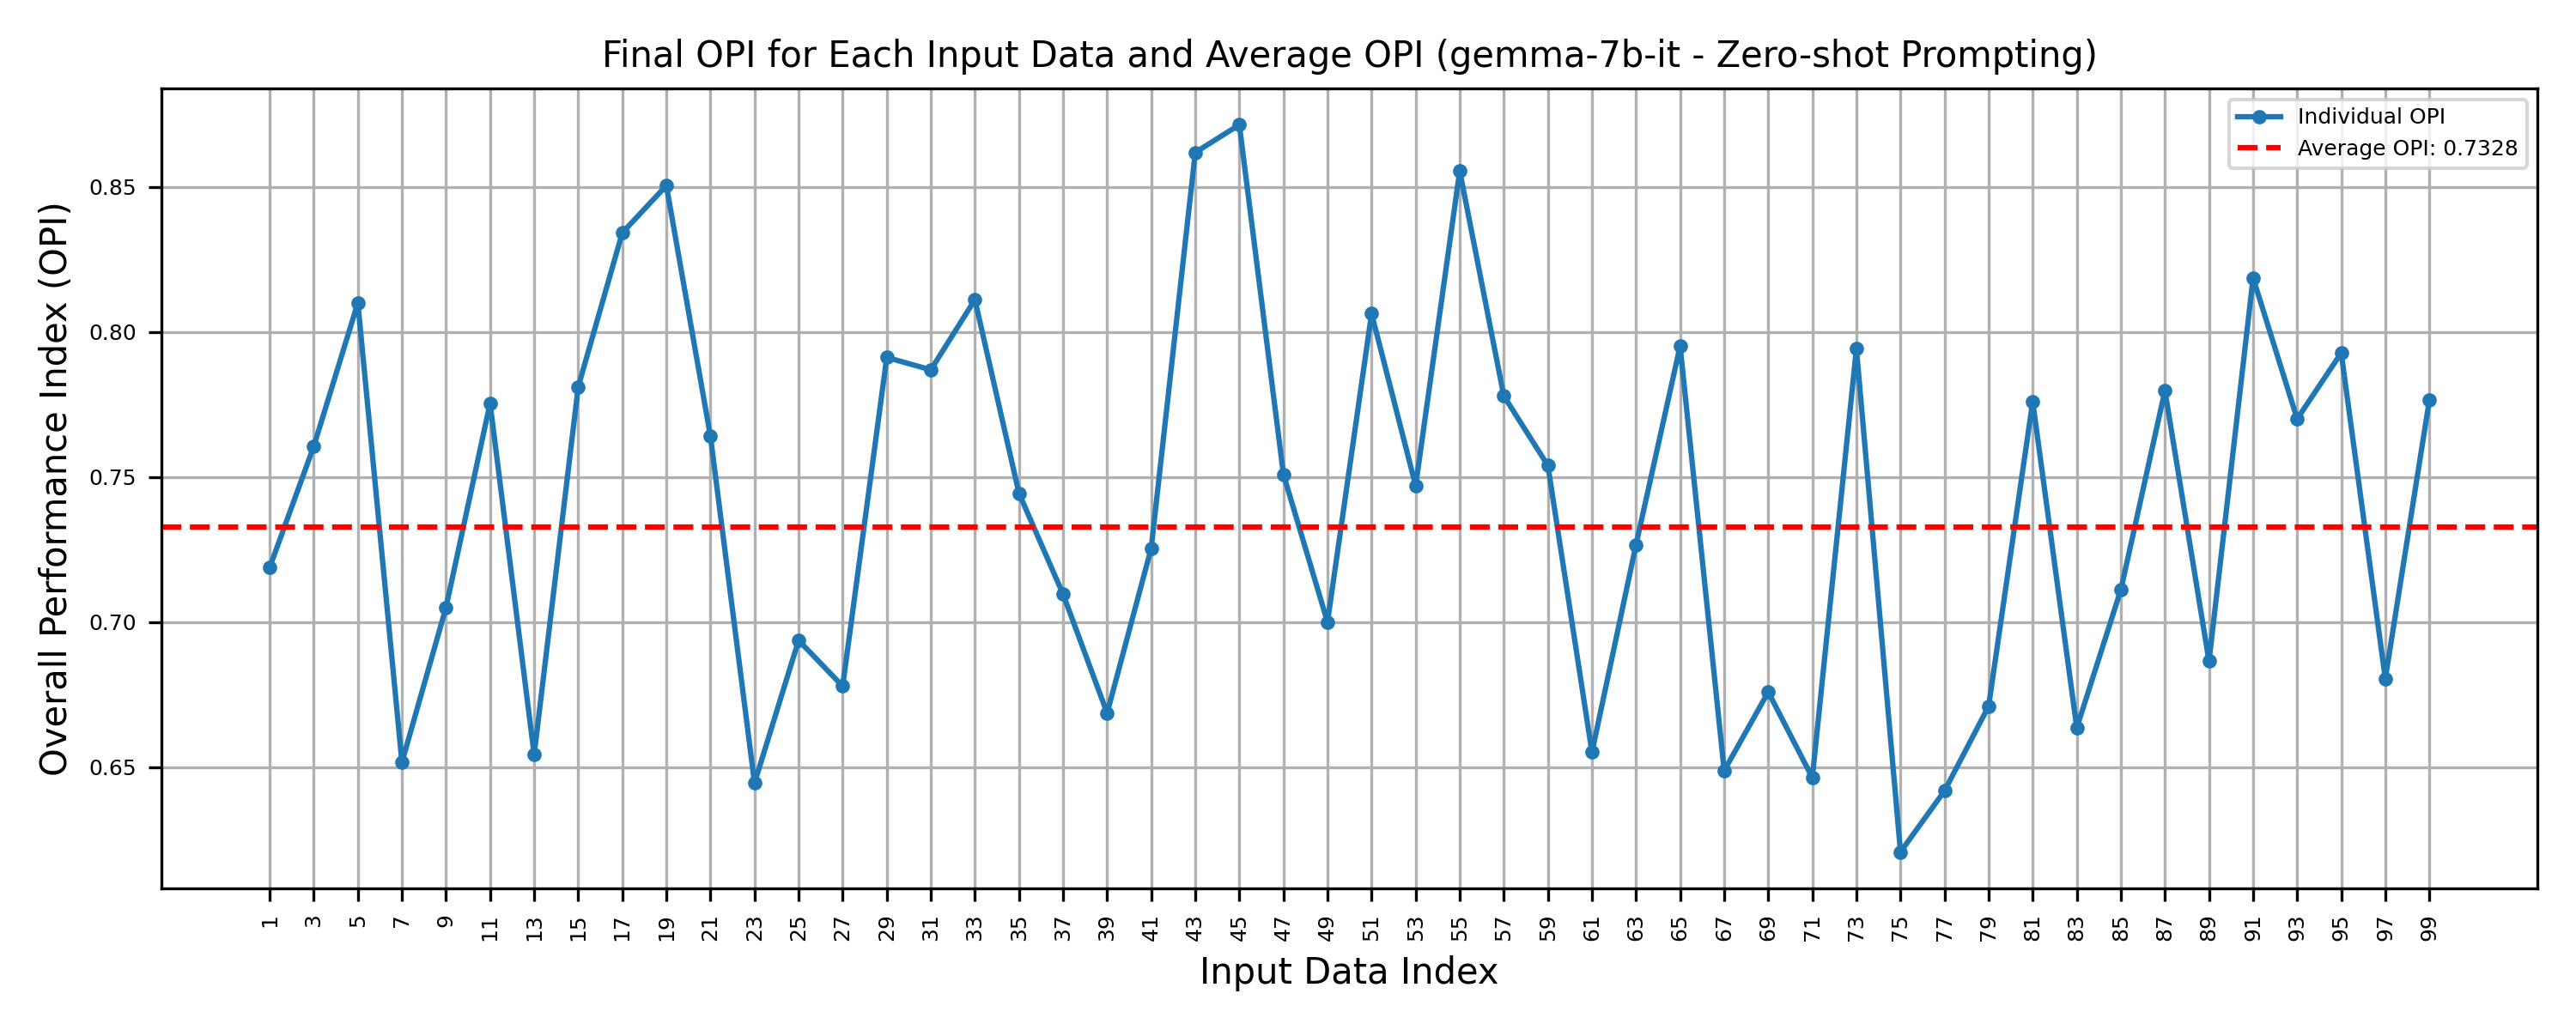 Final OPI for Each Input Data and Average OPI (gemma-7b-it - Zero-shot Prompting)
Individual OPI
Average OPI: 0.7328
Overall Performance Index (OPI)
0.85
0.80
0.75
0.70
0.65
1 3 5 7 9 11 13 15 17 19 21 23 25 27 29 31 33 35 37 39 41 43 45 47 49 51 53 55 57 59 61 63 65 67 69 71 73 75 77 79 81 83 85 87 89 91 93 95 97 99
Input Data Index